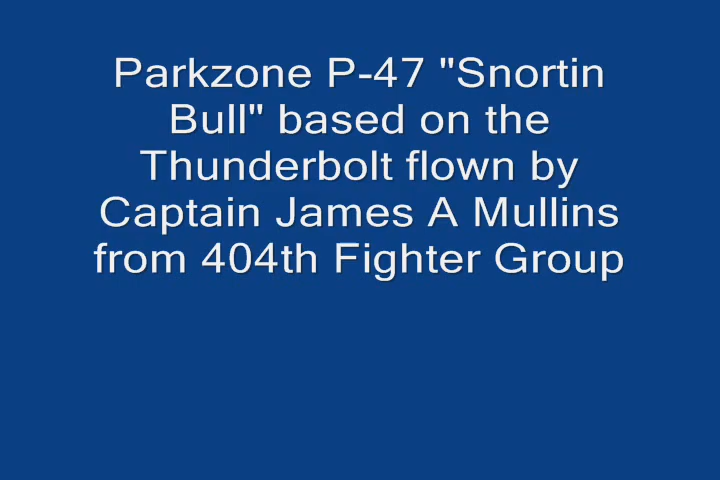 Parkzone P-47 "Snortin
Bull" based on the
Thunderbolt flown by
Captain James A Mullins
from 404th Fighter Group